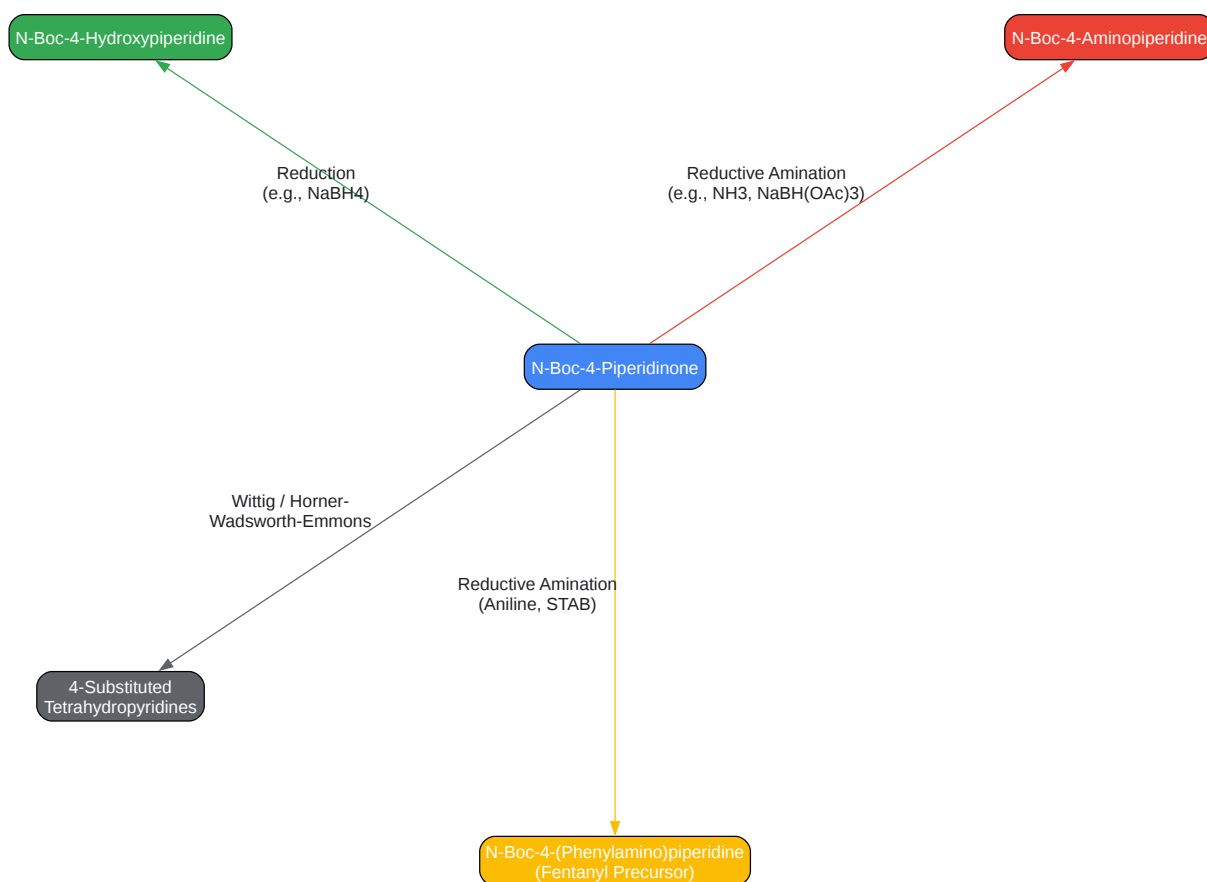 N-Boc-4-Hydroxypiperidine
N-Boc-4-Aminopiperidine
Reduction
(e.g., NaBH4)
Reductive Amination
(e.g., NH3, NaBH(OAc)3)
N-Boc-4-Piperidinone
Wittig / Horner-
Wadsworth-Emmons
Reductive Amination
(Aniline, STAB)
4-Substituted
Tetrahydropyridines
N-Boc-4-(Phenylamino)piperidine
(Fentanyl Precursor)